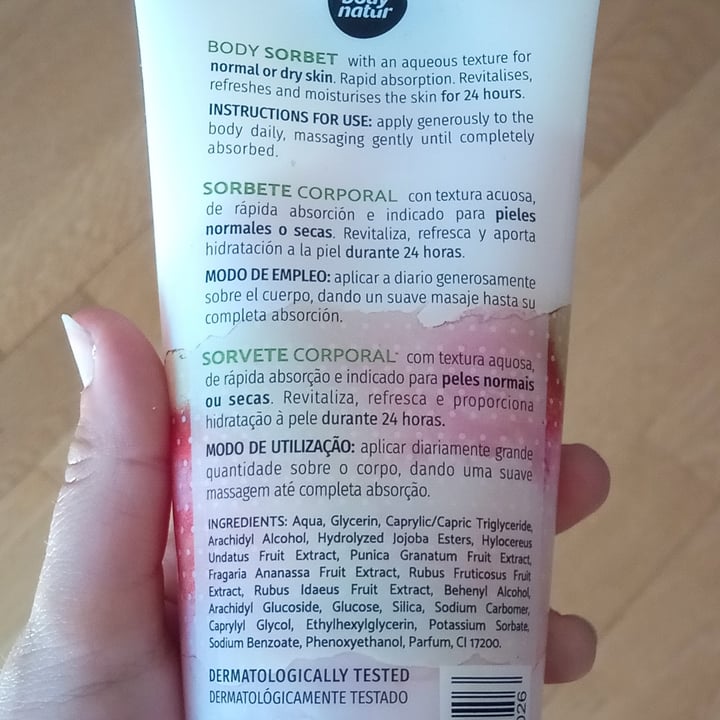 body
natur
BODY SORBET with an aqueous texture for
normal or dry skin. Rapid absorption. Revitalises,
refreshes and moisturises the skin for 24 hours.
INSTRUCTIONS FOR USE: apply generously to the
body daily, massaging gently until completely
absorbed.
SORBETE CORPORAL con textura acuosa,
de rápida absorción e indicado para pieles
normales o secas. Revitaliza, refresca y aporta
hidratación a la piel durante 24 horas.
MODO DE EMPLEO: aplicar a diario generosamente
sobre el cuerpo, dando un suave masaje hasta su
completa absorción.
SORVETE CORPORAL com textura aquosa,
de rápida absorção e indicado para peles normais
ou secas. Revitaliza, refresca e proporciona
hidratação à pele durante 24 horas.
MODO DE UTILIZAÇÃO: aplicar diariamente grande
quantidade sobre o corpo, dando uma suave
massagem até completa absorção.
INGREDIENTS: Aqua, Glycerin, Caprylic/Capric Triglyceride,
Arachidyl Alcohol, Hydrolyzed Jojoba Esters, Hylocereus
Undatus Fruit Extract, Punica Granatum Fruit Extract,
Fragaria Ananassa Fruit Extract, Rubus Fruticosus Fruit
Extract, Rubus Idaeus Fruit Extract, Behenyl Alcohol,
Arachidyl Glucoside, Glucose, Silica, Sodium Carbomer,
Caprylyl Glycol, Ethylhexylglycerin, Potassium Sorbate,
Sodium Benzoate, Phenoxyethanol, Parfum, CI 17200.
DERMATOLOGICALLY TESTED
DERMATOLÓGICAMENTE TESTADO